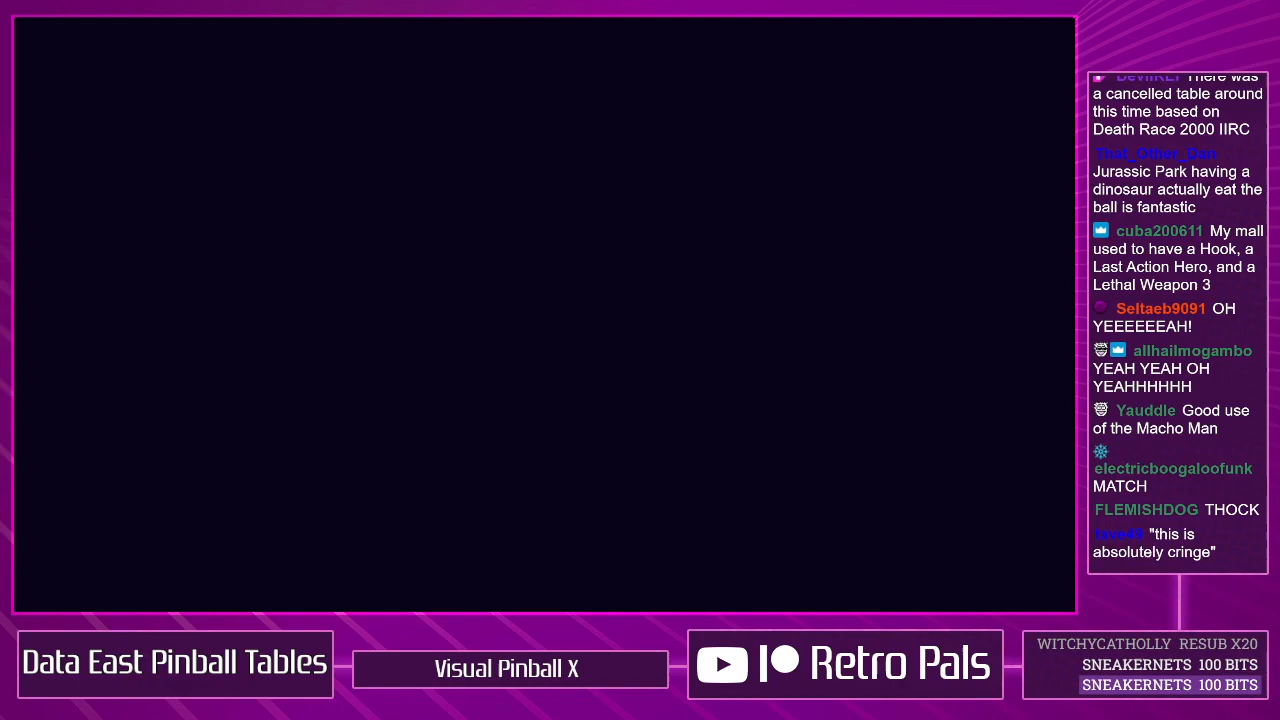 DevilREI There was
a cancelled table around
this time based on
Death Race 2000 IIRC
That_Other_Dan
Jurassic Park having a
dinosaur actually eat the
ball is fantastic
cuba200611 My mall
used to have a Hook, a
Last Action Hero, and a
Lethal Weapon 3
Seltaeb9091 OH
YEEEEEEAH!
allhailmogambo
YEAH YEAH OH
YEAHHHHHH
Yauddle Good use
of the Macho Man
electricboogaloofunk
MATCH
FLEMISHDOG THOCK
fave49 "this is
absolutely cringe"
Data East Pinball Tables
Visual Pinball X
Retro Pals
WITCHYCATHOLLY RESUB X20
SNEAKERNETS 100 BITS
SNEAKERNETS 100 BITS